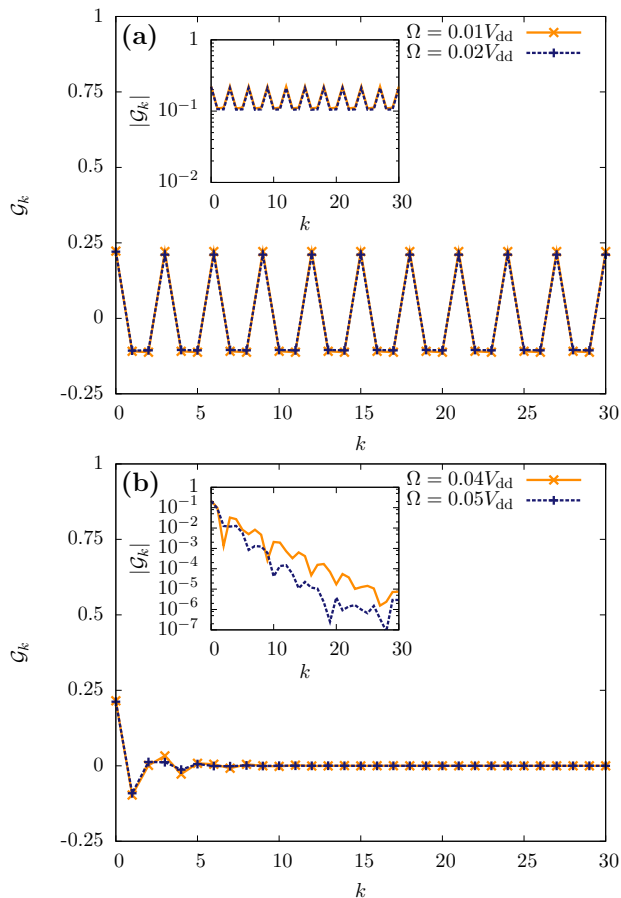 (a)
Ω = 0.01V_dd
Ω = 0.02V_dd
1
0.75
0.5
0.25
0
-0.25
𝒢_k
0 5 10 15 20 25 30
k
1
10^-1
10^-2
|𝒢_k|
0 10 20 30
k
(b)
Ω = 0.04V_dd
Ω = 0.05V_dd
1
0.75
0.5
0.25
0
-0.25
𝒢_k
0 5 10 15 20 25 30
k
1
10^-1
10^-2
10^-3
10^-4
10^-5
10^-6
10^-7
|𝒢_k|
0 10 20 30
k